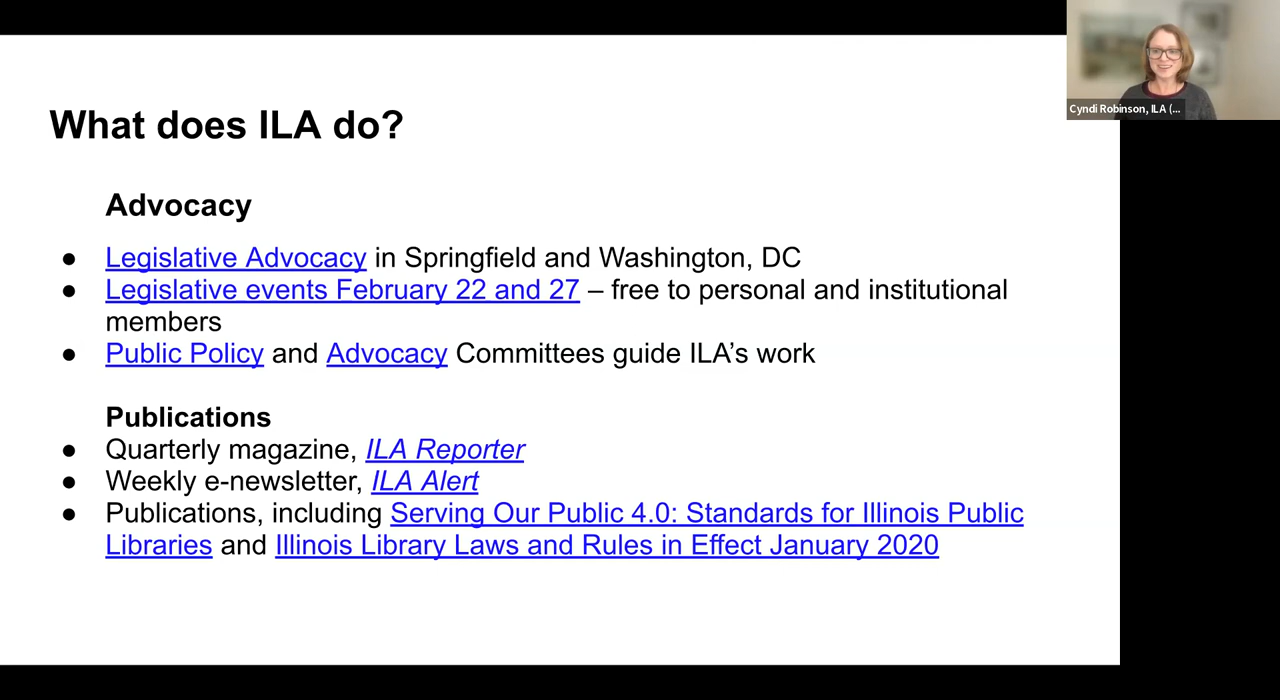 What does ILA do?
Cyndi Robinson, ILA (...
Advocacy
● Legislative Advocacy in Springfield and Washington, DC
● Legislative events February 22 and 27 – free to personal and institutional
members
● Public Policy and Advocacy Committees guide ILA’s work
Publications
● Quarterly magazine, ILA Reporter
● Weekly e-newsletter, ILA Alert
● Publications, including Serving Our Public 4.0: Standards for Illinois Public
Libraries and Illinois Library Laws and Rules in Effect January 2020